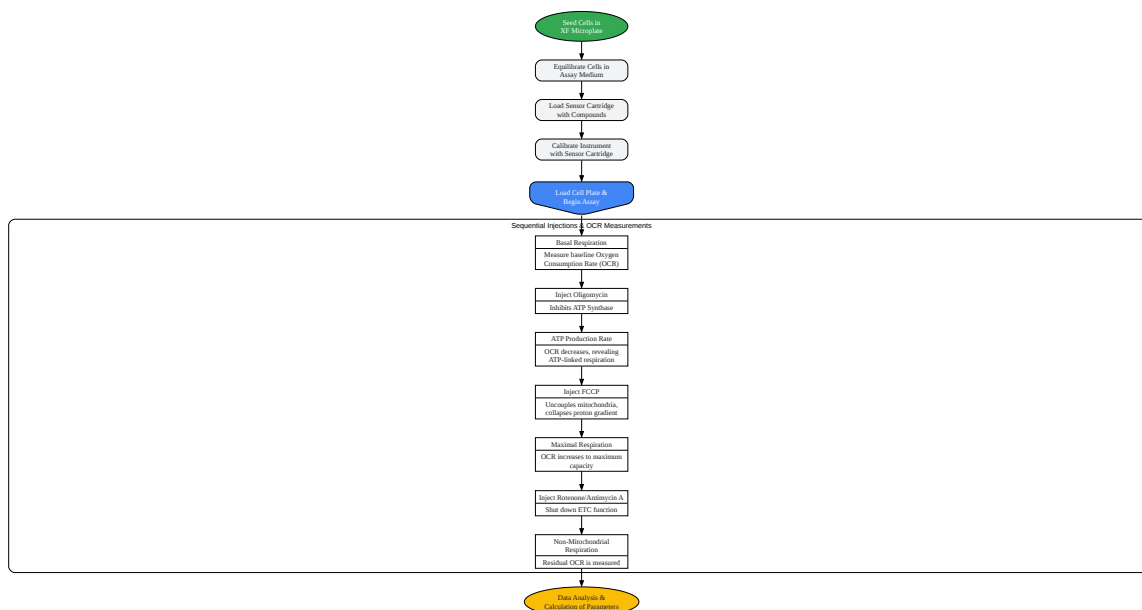 Seed Cells in
XF Microplate
Equilibrate Cells in
Assay Medium
Load Sensor Cartridge
with Compounds
Calibrate Instrument
with Sensor Cartridge
Load Cell Plate &
Begin Assay
Sequential Injections & OCR Measurements
Basal Respiration
Measure baseline Oxygen
Consumption Rate (OCR)
Inject Oligomycin
Inhibits ATP Synthase
ATP Production Rate
OCR decreases, revealing
ATP-linked respiration
Inject FCCP
Uncouples mitochondria,
collapses proton gradient
Maximal Respiration
OCR increases to maximum
capacity
Inject Rotenone/Antimycin A
Shut down ETC function
Non-Mitochondrial
Respiration
Residual OCR is measured
Data Analysis &
Calculation of Parameters